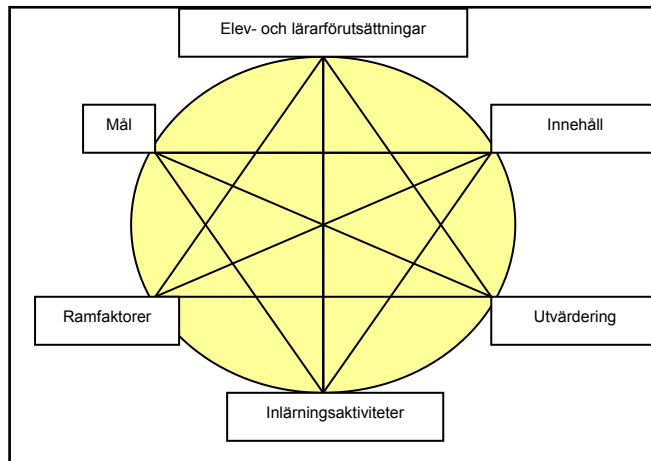 Elev- och lärarförutsättningar
Mål
Innehåll
Ramfaktorer
Utvärdering
Inlärningsaktiviteter